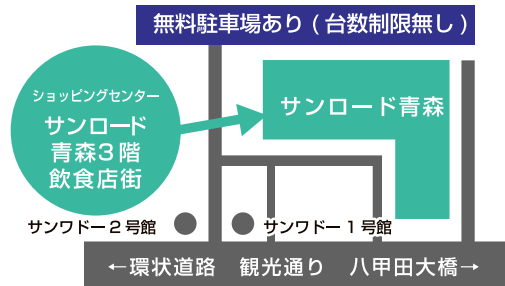 無料駐車場あり(台数制限無し)
ショッピングセンター
サンロード
青森3階
飲食店街
サンロード青森
サンワドー2号館
サンワドー1号館
←環状道路 観光通り 八甲田大橋→